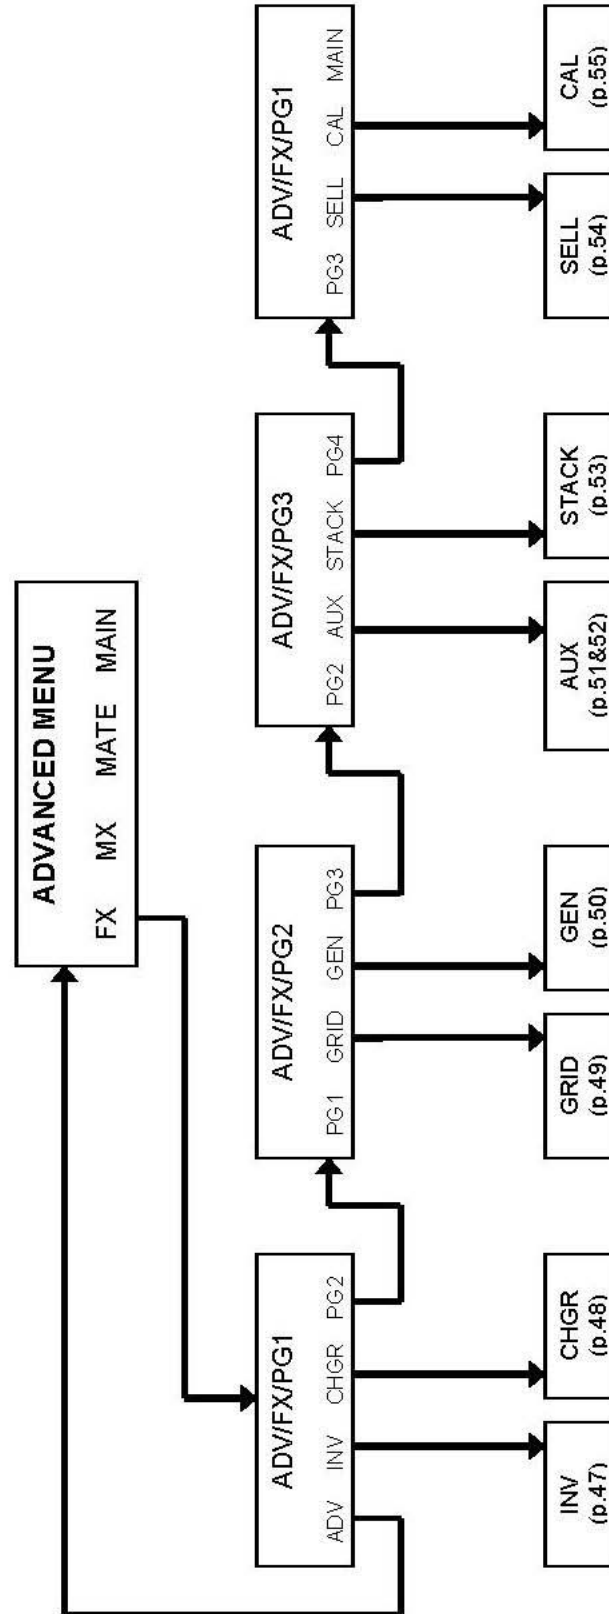 ADVANCED MENU
FX MX MATE MAIN
ADV/FX/PG1
ADV INV CHGR PG2
ADV/FX/PG2
PG1 GRID GEN PG3
ADV/FX/PG3
PG2 AUX STACK PG4
ADV/FX/PG1
PG3 SELL CAL MAIN
INV
(p.47)
CHGR
(p.48)
GRID
(p.49)
GEN
(p.50)
AUX
(p.51&52)
STACK
(p.53)
SELL
(p.54)
CAL
(p.55)